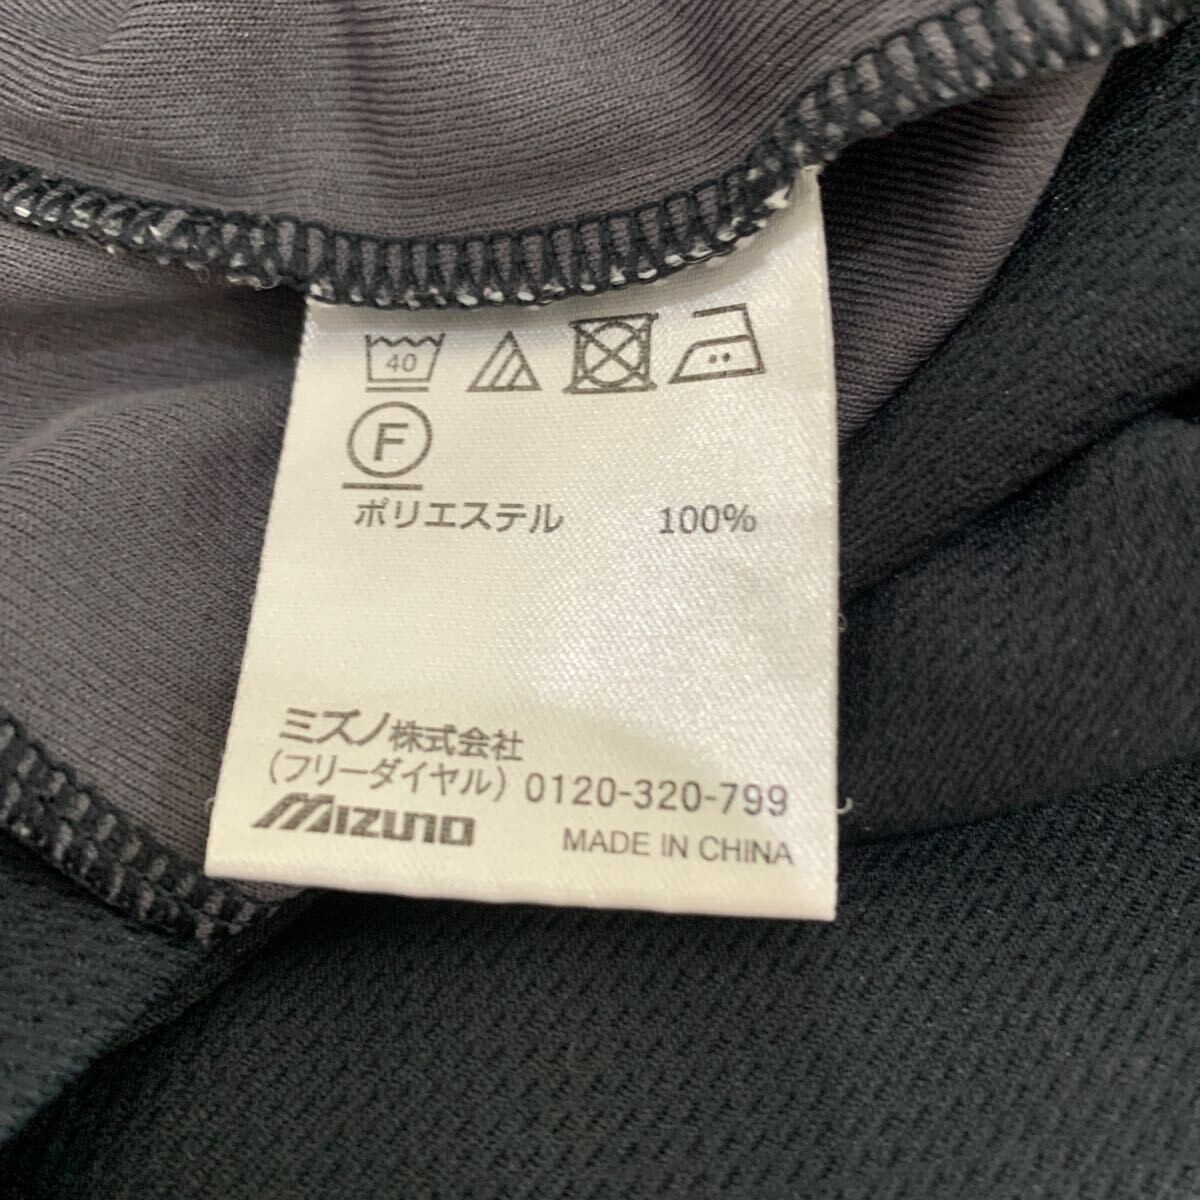 40
F
ポリエステル 100%
ミズノ株式会社
(フリーダイヤル) 0120-320-799
MIZUNO MADE IN CHINA